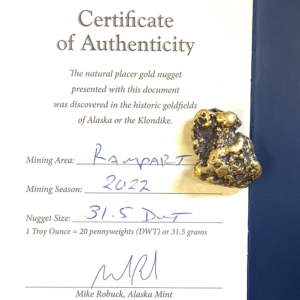 Certificate
of Authenticity
The natural placer gold nugget
presented with this document
was discovered in the historic goldfields
of Alaska or the Klondike.
Mining Area: RAMPART
Mining Season: 2022
Nugget Size: 31.5 DWT
1 Troy Ounce = 20 pennyweights (DWT) or 31.5 grams
Mike Robuck, Alaska Mint